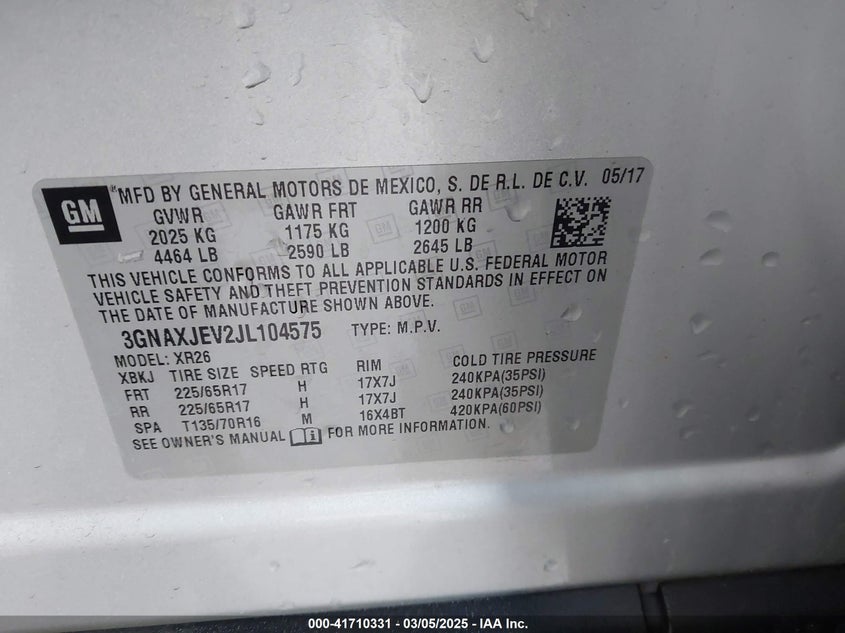 GM ® MFD BY GENERAL MOTORS DE MEXICO, S. DE R.L. DE C.V. 05/17
GVWR GAWR FRT GAWR RR
2025 KG 1175 KG 1200 KG
4464 LB 2590 LB 2645 LB
THIS VEHICLE CONFORMS TO ALL APPLICABLE U.S. FEDERAL MOTOR
VEHICLE SAFETY AND THEFT PREVENTION STANDARDS IN EFFECT ON
THE DATE OF MANUFACTURE SHOWN ABOVE.
3GNAXJEV2JL104575 TYPE: M.P.V.
MODEL: XR26
XBKJ TIRE SIZE SPEED RTG RIM COLD TIRE PRESSURE
FRT 225/65R17 H 17X7J 240KPA(35PSI)
RR 225/65R17 H 17X7J 240KPA(35PSI)
SPA T135/70R16 M 16X4BT 420KPA(60PSI)
SEE OWNER'S MANUAL FOR MORE INFORMATION.
000-41710331 — 03/05/2025 — IAA Inc.